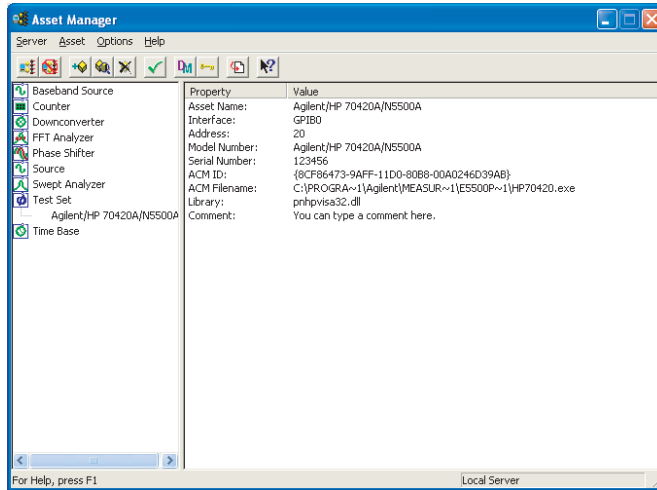 Asset Manager
Server Asset Options Help
Baseband Source
Counter
Downconverter
FFT Analyzer
Phase Shifter
Source
Swept Analyzer
Test Set
Agilent/HP 70420A/N5500A
Time Base
Property Value
Asset Name: Agilent/HP 70420A/N5500A
Interface: GPIB0
Address: 20
Model Number: Agilent/HP 70420A/N5500A
Serial Number: 123456
ACM ID: {8CF86473-9AFF-11D0-80B8-00A0246D39AB}
ACM Filename: C:\PROGRA~1\Agilent\MEASUR~1\E5500P~1\HP70420.exe
Library: pnhpvisa32.dll
Comment: You can type a comment here.
For Help, press F1
Local Server